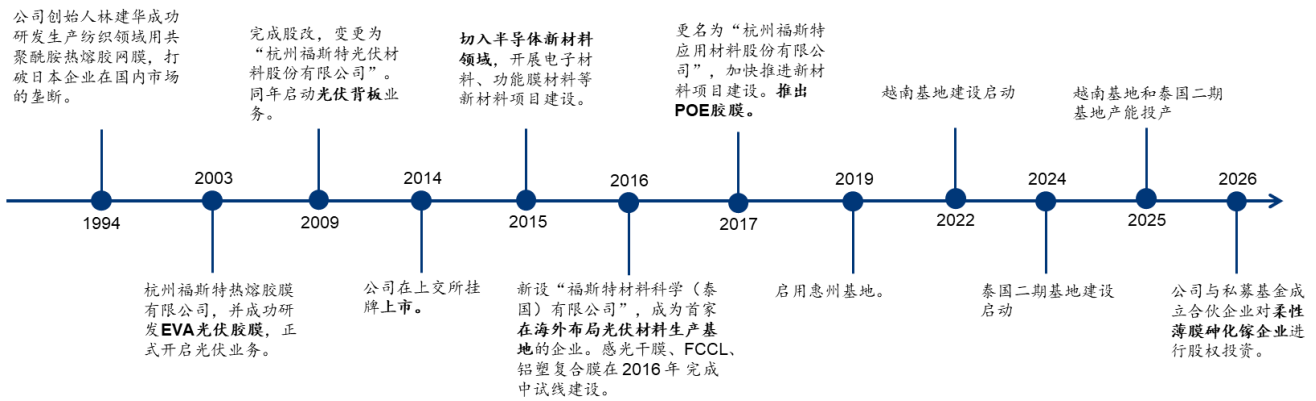 公司创始人林建华成功
研发生产纺织领域用共
聚酰胺热熔胶网膜，打
破日本企业在国内市场
的垄断。
1994
2003
杭州福斯特热熔胶膜
有限公司，并成功研
发EVA光伏胶膜，正
式开启光伏业务。
完成股改，变更为
“杭州福斯特光伏材
料股份有限公司”。
同年启动光伏背板业
务。
2009
2014
公司在上交所挂
牌上市。
切入半导体新材料
领域，开展电子材
料、功能膜材料等
新材料项目建设。
2015
2016
新设“福斯特材料科学（泰
国）有限公司”，成为首家
在海外布局光伏材料生产基
地的企业。感光干膜、FCCL、
铝塑复合膜在 2016 年 完成
中试线建设。
更名为“杭州福斯特
应用材料股份有限公
司”，加快推进新材
料项目建设。推出
POE胶膜。
2017
2019
启用惠州基地。
越南基地建设启动
2022
2024
泰国二期基地建设
启动
越南基地和泰国二期
基地产能投产
2025
2026
公司与私募基金成
立合伙企业对柔性
薄膜砷化镓企业进
行股权投资。